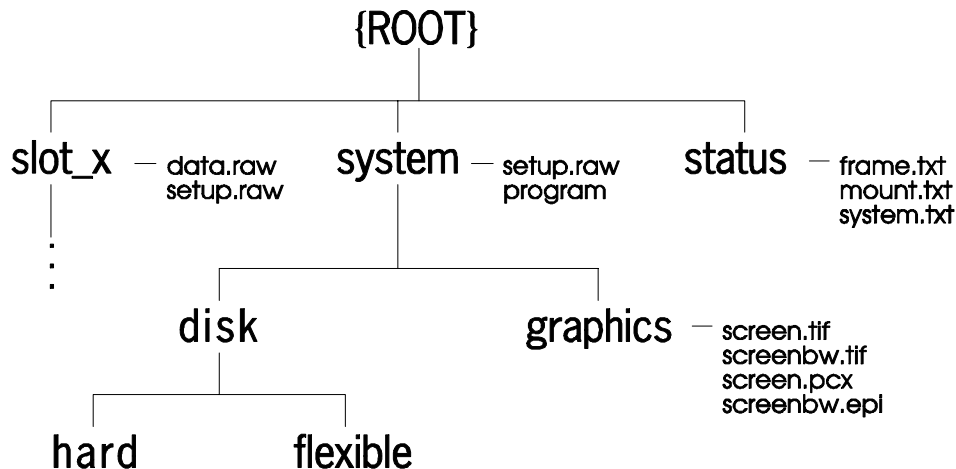 {ROOT}
slot_x
data.raw
setup.raw
system
setup.raw
program
status
frame.txt
mount.txt
system.txt
disk
graphics
screen.tif
screenbw.tif
screen.pcx
screenbw.epi
hard
flexible